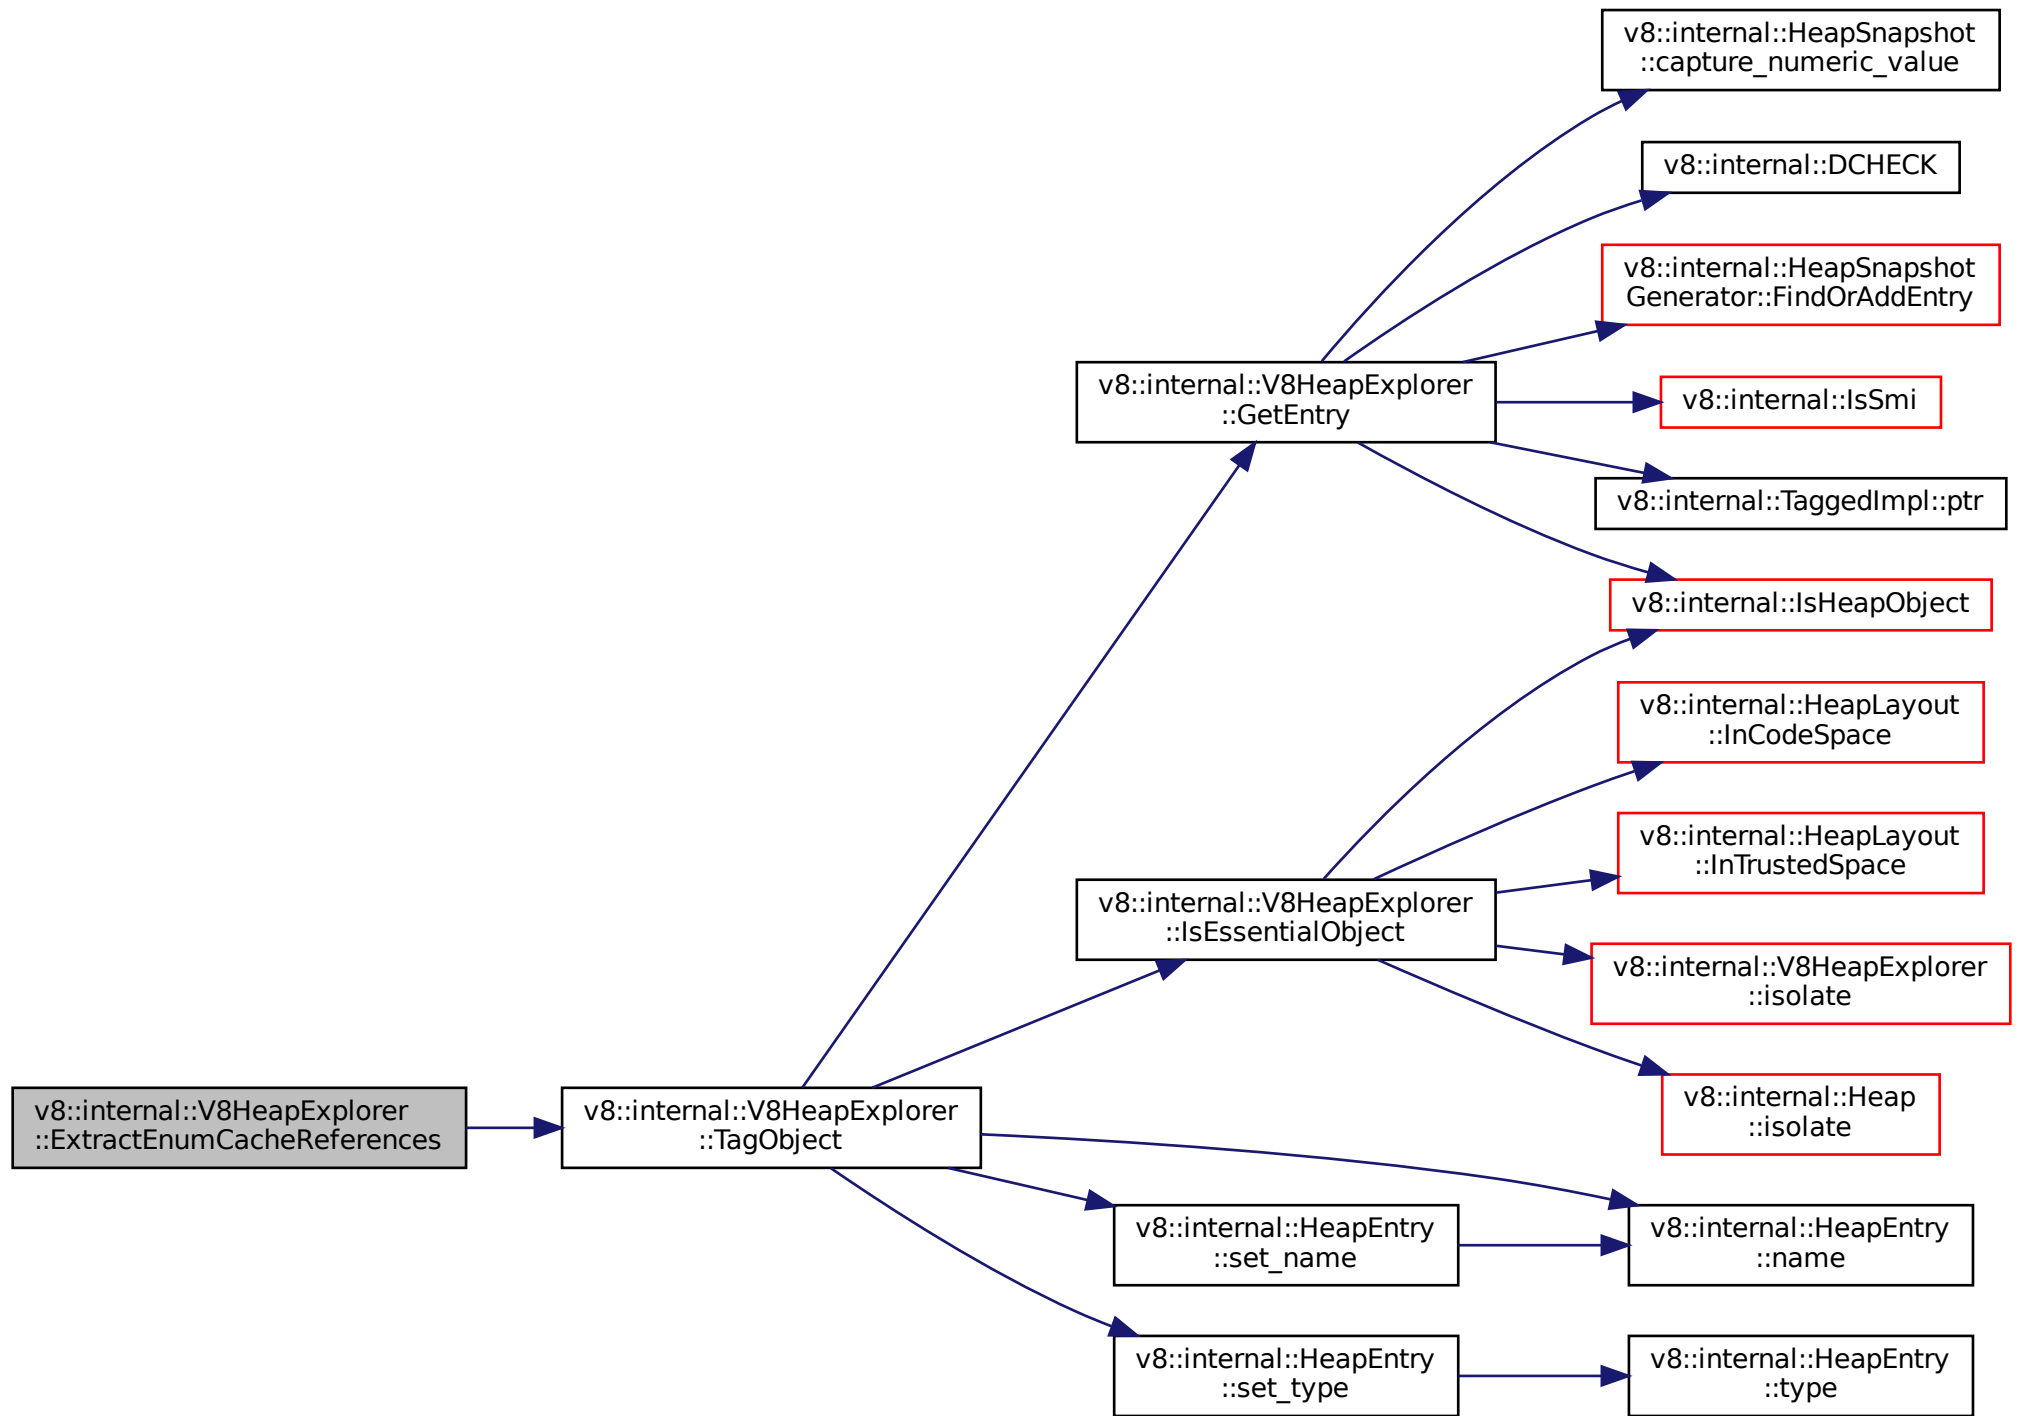 v8::internal::HeapSnapshot
::capture_numeric_value
v8::internal::DCHECK
v8::internal::HeapSnapshot
Generator::FindOrAddEntry
v8::internal::V8HeapExplorer
::GetEntry
v8::internal::IsSmi
v8::internal::TaggedImpl::ptr
v8::internal::IsHeapObject
v8::internal::HeapLayout
::InCodeSpace
v8::internal::HeapLayout
::InTrustedSpace
v8::internal::V8HeapExplorer
::IsEssentialObject
v8::internal::V8HeapExplorer
::isolate
v8::internal::Heap
::isolate
v8::internal::V8HeapExplorer
::ExtractEnumCacheReferences
v8::internal::V8HeapExplorer
::TagObject
v8::internal::HeapEntry
::set_name
v8::internal::HeapEntry
::name
v8::internal::HeapEntry
::set_type
v8::internal::HeapEntry
::type